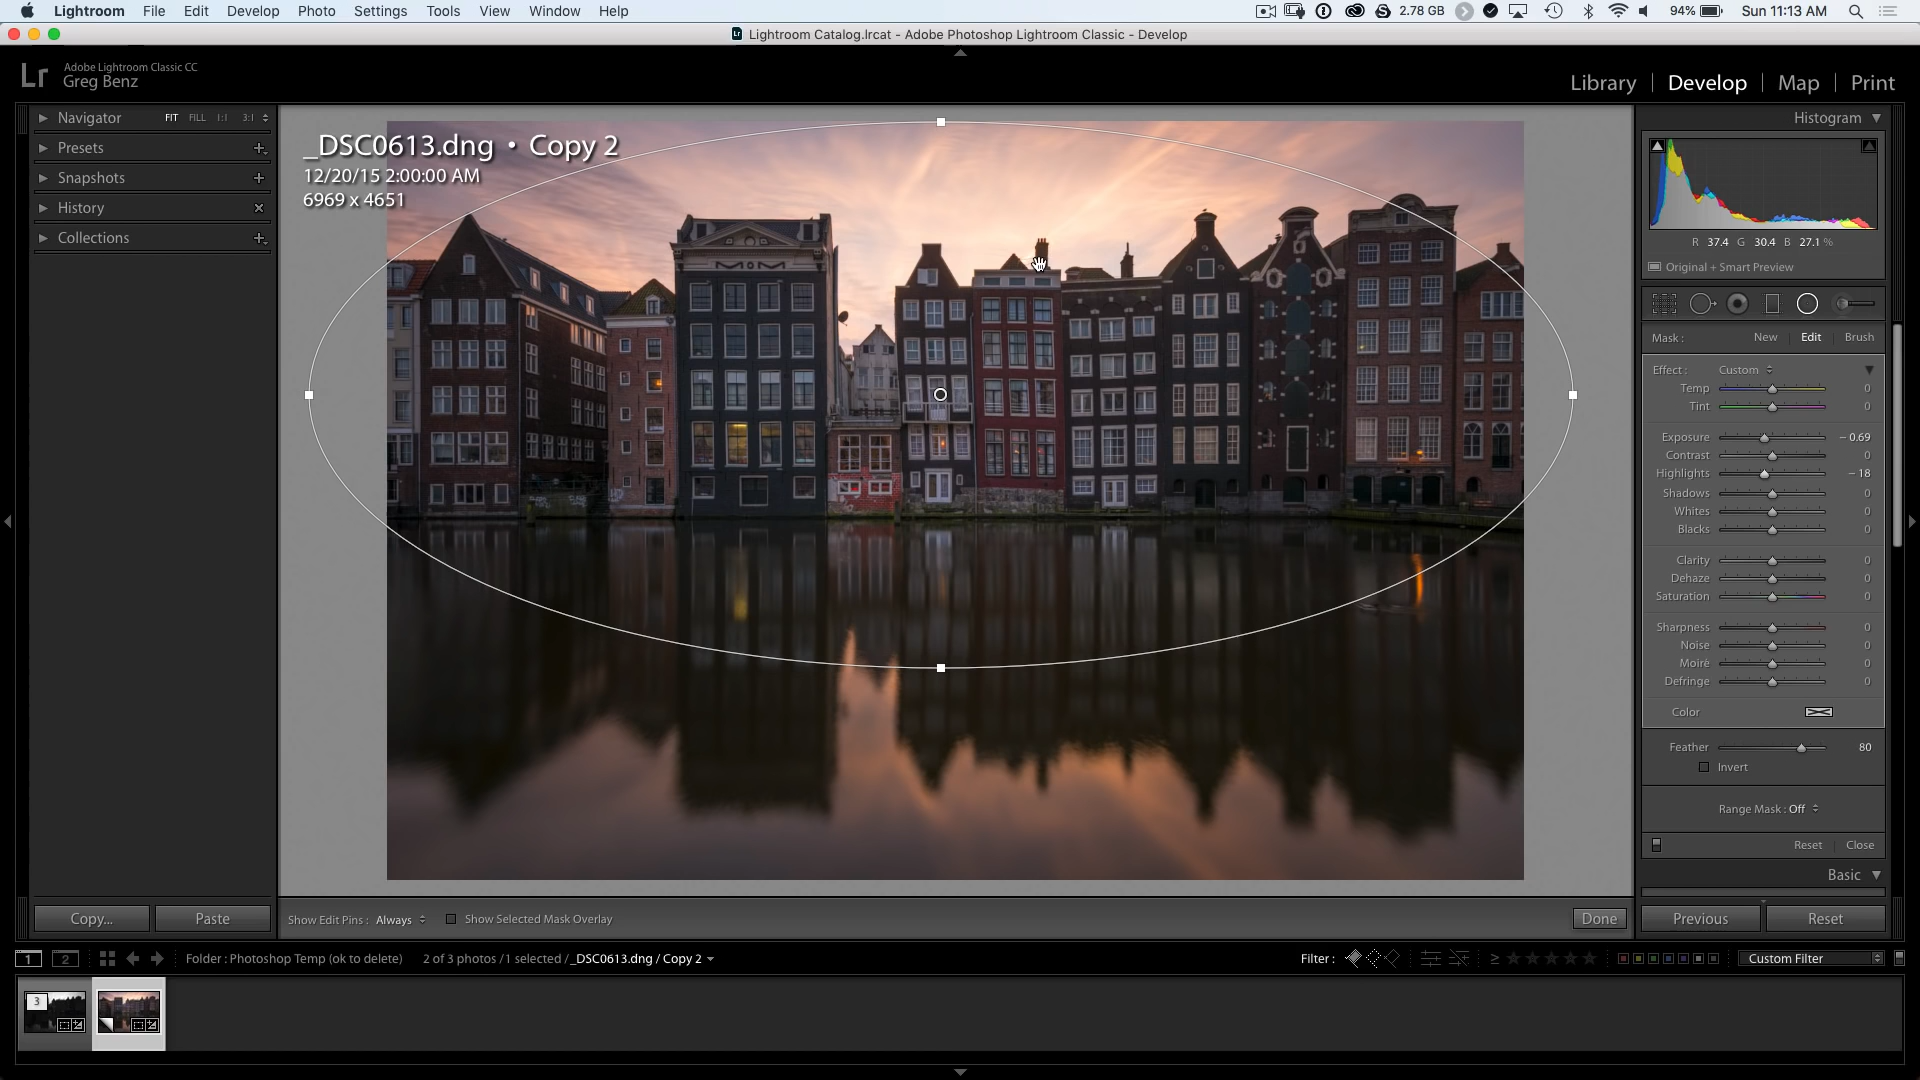 Lightroom File Edit Develop Photo Settings Tools View Window Help 2.78 GB 94% Sun 11:13 AM
Lr Lightroom Catalog.lrcat - Adobe Photoshop Lightroom Classic - Develop
Lr Adobe Lightroom Classic CC
Greg Benz
Library | Develop | Map | Print
Navigator FIT FILL 1:1 3:1
Presets
Snapshots
History
Collections
_DSC0613.dng • Copy 2
12/20/15 2:00:00 AM
6969 x 4651
Histogram
R 37.4 G 30.4 B 27.1 %
Original + Smart Preview
Mask : New Edit Brush
Effect : Custom
Temp 0
Tint 0
Exposure – 0.69
Contrast 0
Highlights – 18
Shadows 0
Whites 0
Blacks 0
Clarity 0
Dehaze 0
Saturation 0
Sharpness 0
Noise 0
Moiré 0
Defringe 0
Color
Feather 80
Invert
Range Mask : Off
Reset Close
Basic
Copy... Paste
Show Edit Pins : Always Show Selected Mask Overlay Done
Previous Reset
1 2 Folder : Photoshop Temp (ok to delete) 2 of 3 photos /1 selected /_DSC0613.dng / Copy 2 Filter : ≥ Custom Filter
3